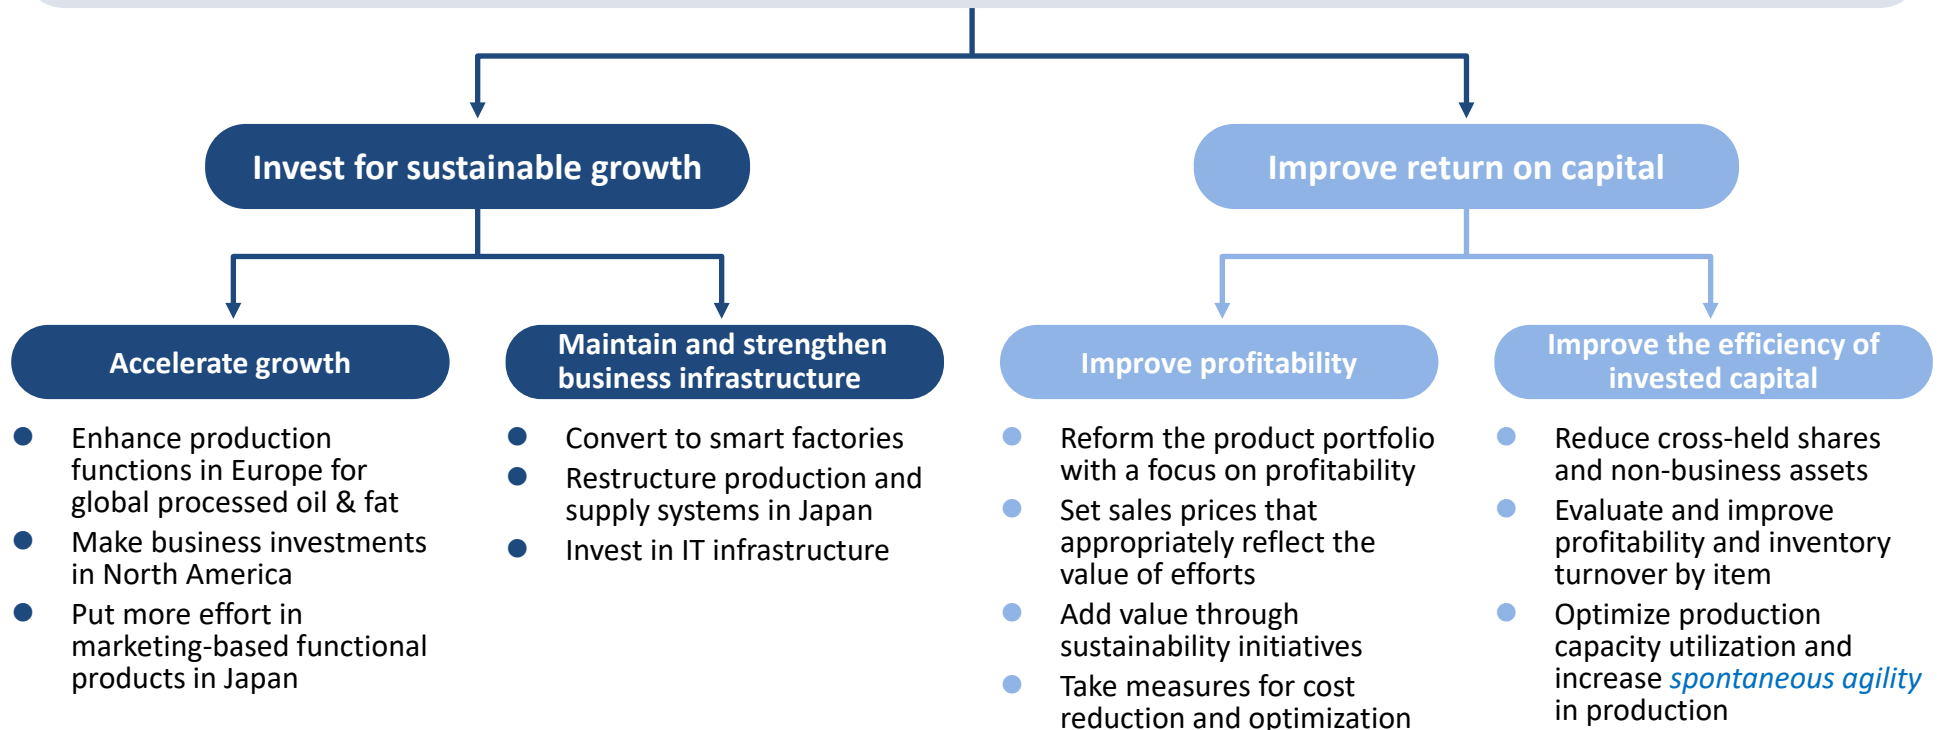 Invest for sustainable growth
Improve return on capital
Accelerate growth
Maintain and strengthen
business infrastructure
Improve profitability
Improve the efficiency of
invested capital
● Enhance production
functions in Europe for
global processed oil & fat
● Make business investments
in North America
● Put more effort in
marketing-based functional
products in Japan
● Convert to smart factories
● Restructure production and
supply systems in Japan
● Invest in IT infrastructure
● Reform the product portfolio
with a focus on profitability
● Set sales prices that
appropriately reflect the
value of efforts
● Add value through
sustainability initiatives
● Take measures for cost
reduction and optimization
● Reduce cross-held shares
and non-business assets
● Evaluate and improve
profitability and inventory
turnover by item
● Optimize production
capacity utilization and
increase spontaneous agility
in production